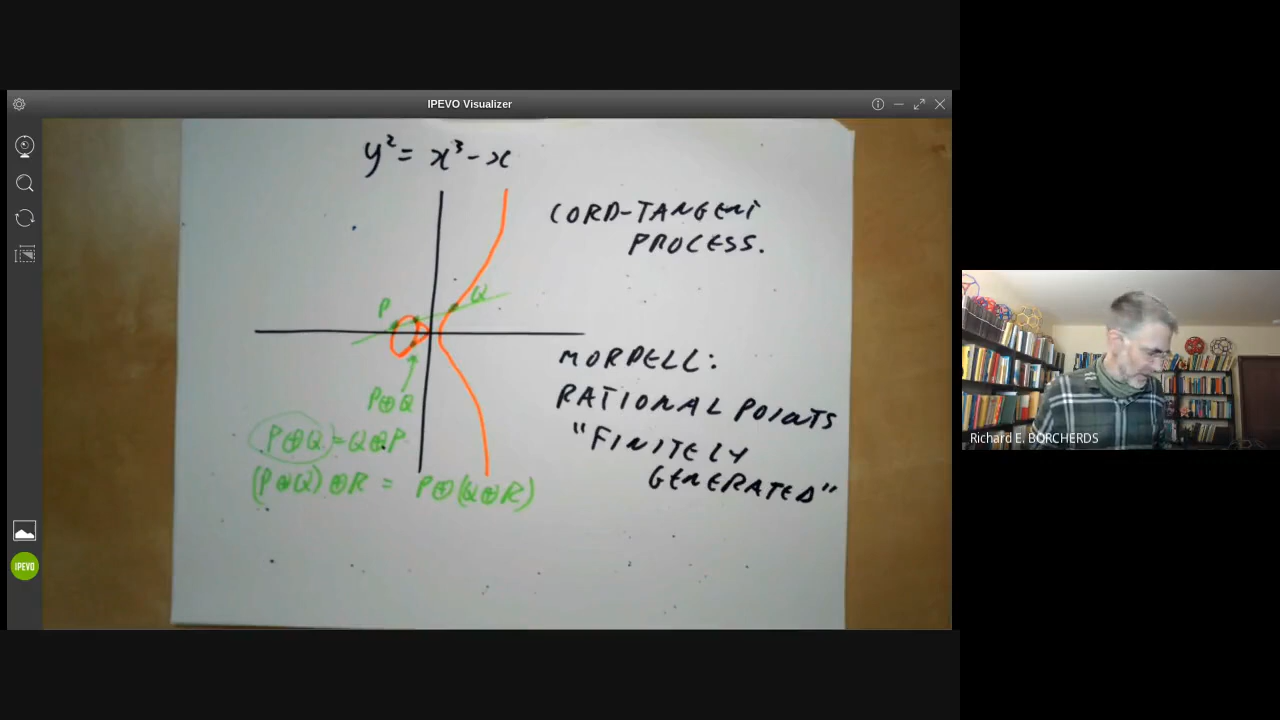 IPEVO Visualizer
y² = x³ - x
CORD-TANGENT
PROCESS.
P
Q
P⊕Q
MORDELL:
RATIONAL POINTS
"FINITELY
GENERATED"
P⊕Q = Q⊕P
(P⊕Q)⊕R = P⊕(Q⊕R)
Richard E. BORCHERDS
IPEVO